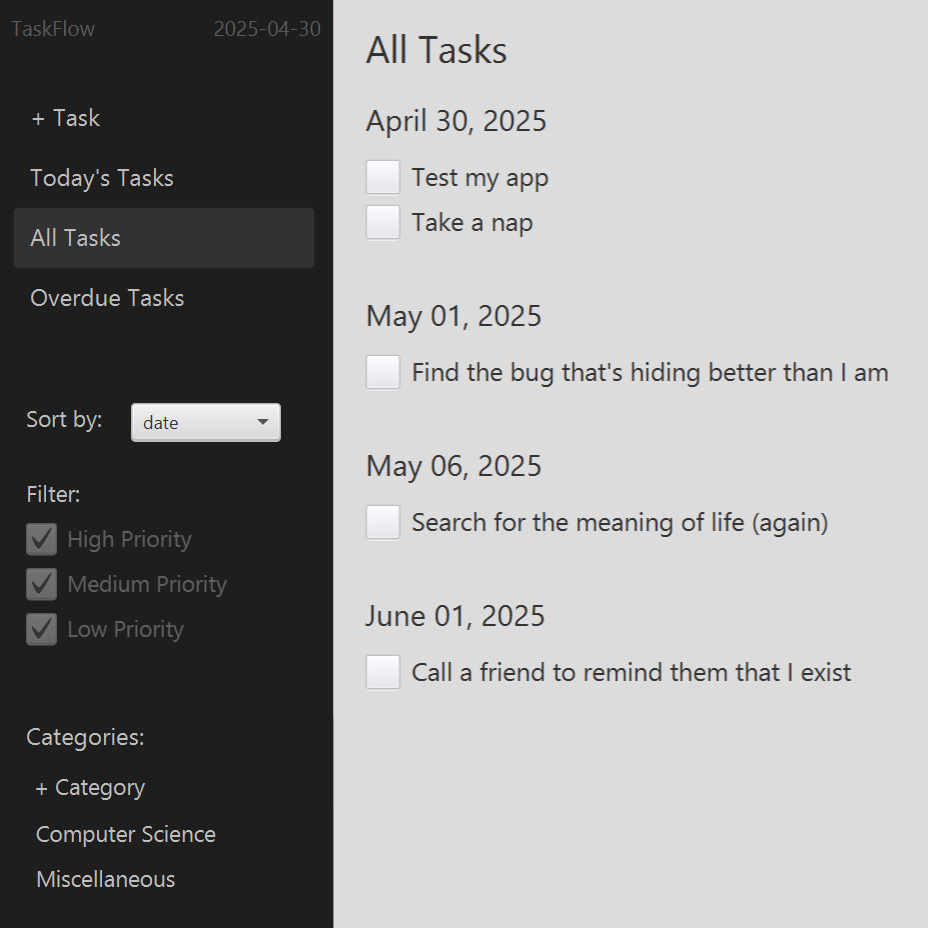 TaskFlow 2025-04-30
+ Task
Today's Tasks
All Tasks
Overdue Tasks
Sort by: date
Filter:
High Priority
Medium Priority
Low Priority
Categories:
+ Category
Computer Science
Miscellaneous
All Tasks
April 30, 2025
Test my app
Take a nap
May 01, 2025
Find the bug that's hiding better than I am
May 06, 2025
Search for the meaning of life (again)
June 01, 2025
Call a friend to remind them that I exist